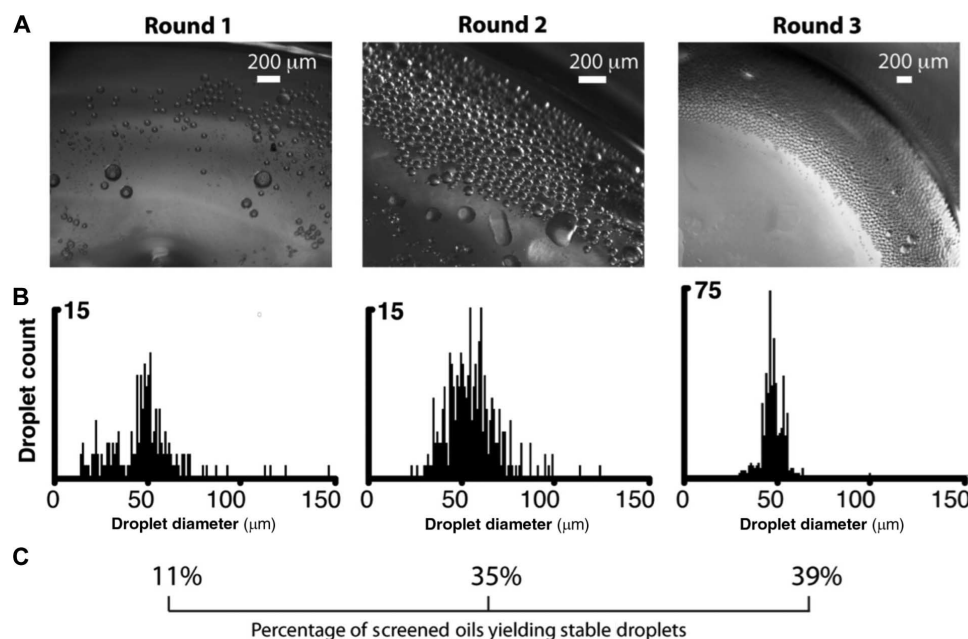 A
Round 1
Round 2
Round 3
200 μm
200 μm
200 μm
B
Droplet count
15
15
75
0 50 100 150
0 50 100 150
0 50 100 150
Droplet diameter (μm)
Droplet diameter (μm)
Droplet diameter (μm)
C
11% 35% 39%
Percentage of screened oils yielding stable droplets